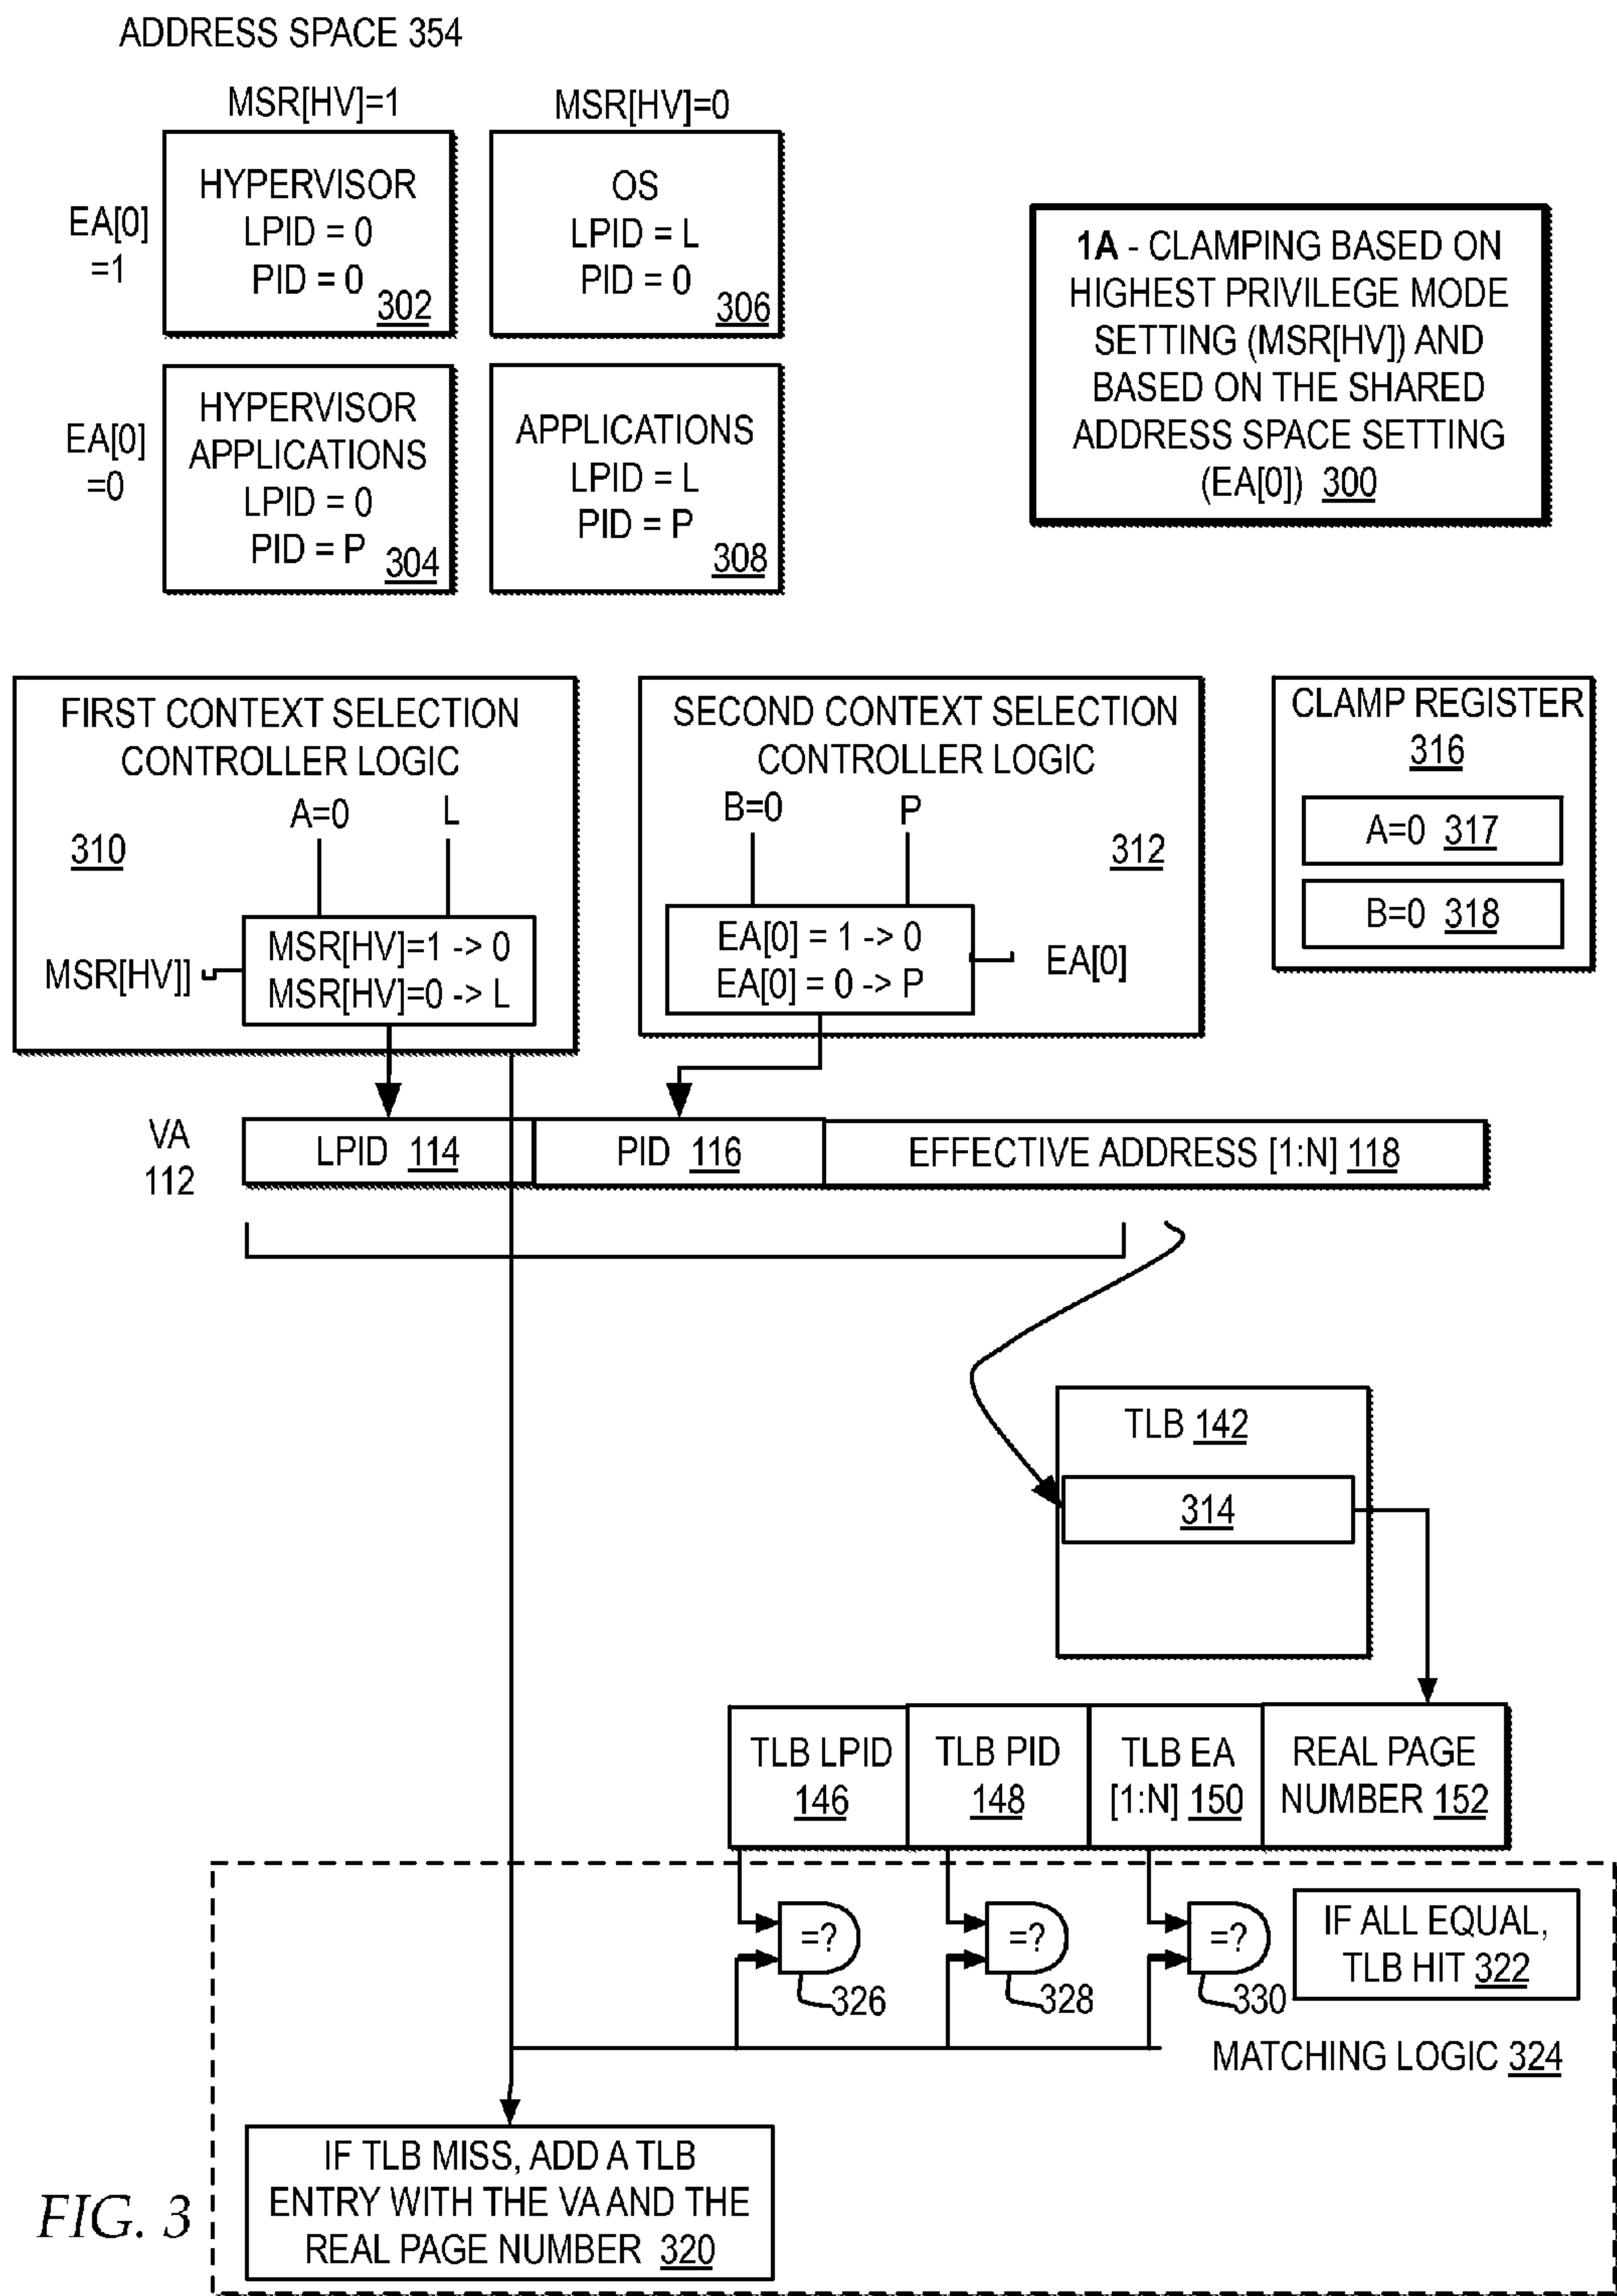 ADDRESS SPACE 354
MSR[HV]=1
MSR[HV]=0
EA[0]
=1
HYPERVISOR
LPID = 0
PID = 0
302
OS
LPID = L
PID = 0
306
1A - CLAMPING BASED ON
HIGHEST PRIVILEGE MODE
SETTING (MSR[HV]) AND
BASED ON THE SHARED
ADDRESS SPACE SETTING
(EA[0]) 300
EA[0]
=0
HYPERVISOR
APPLICATIONS
LPID = 0
PID = P
304
APPLICATIONS
LPID = L
PID = P
308
FIRST CONTEXT SELECTION
CONTROLLER LOGIC
A=0
L
310
MSR[HV]]
MSR[HV]=1 -> 0
MSR[HV]=0 -> L
SECOND CONTEXT SELECTION
CONTROLLER LOGIC
B=0
P
312
EA[0] = 1 -> 0
EA[0] = 0 -> P
EA[0]
CLAMP REGISTER
316
A=0 317
B=0 318
VA
112
LPID 114
PID 116
EFFECTIVE ADDRESS [1:N] 118
TLB 142
314
TLB LPID
146
TLB PID
148
TLB EA
[1:N] 150
REAL PAGE
NUMBER 152
=?
326
=?
328
=?
330
IF ALL EQUAL,
TLB HIT 322
MATCHING LOGIC 324
IF TLB MISS, ADD A TLB
ENTRY WITH THE VA AND THE
REAL PAGE NUMBER 320
FIG. 3